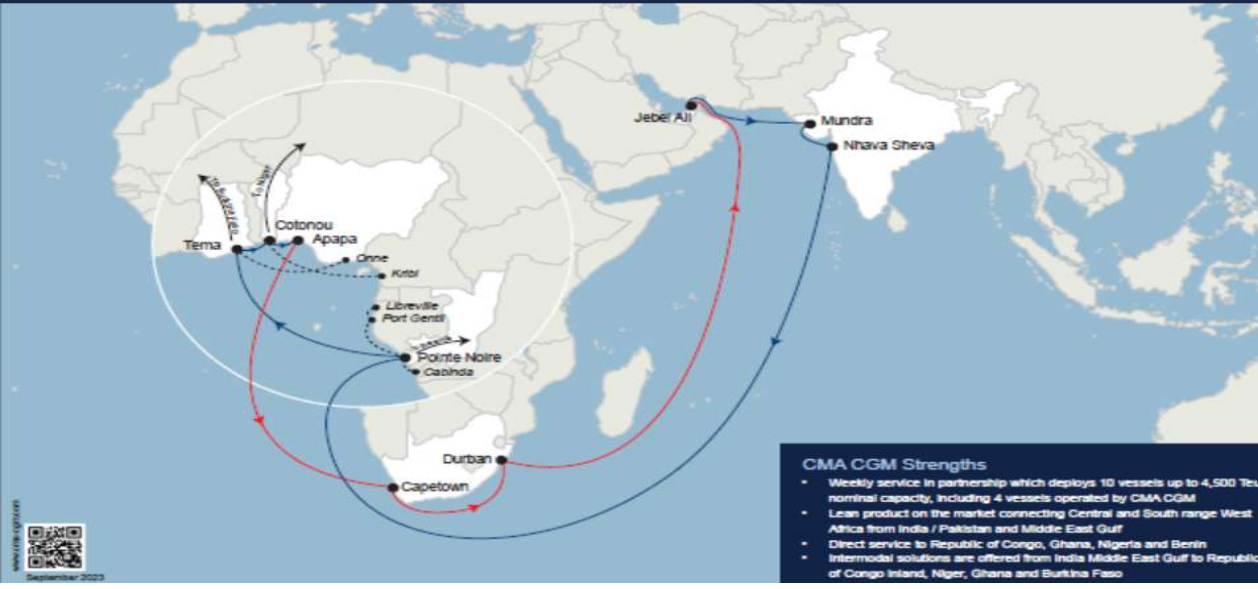 Jebel Ali
Mundra
Nhava Sheva
To Niger
Cotonou
Tema
Apapa
Onne
Kribi
Libreville
Port Gentil
Pointe Noire
Cabinda
Durban
Capetown
CMA CGM Strengths
• Weekly service in partnership which deploys 10 vessels up to 4,500 Teu
nominal capacity, including 4 vessels operated by CMA CGM
• Lean product on the market connecting Central and South range West
Africa from India / Pakistan and Middle East Gulf
• Direct service to Republic of Congo, Ghana, Nigeria and Benin
• Intermodal solutions are offered from India Middle East Gulf to Republic
of Congo inland, Niger, Ghana and Burkina Faso
September 2023